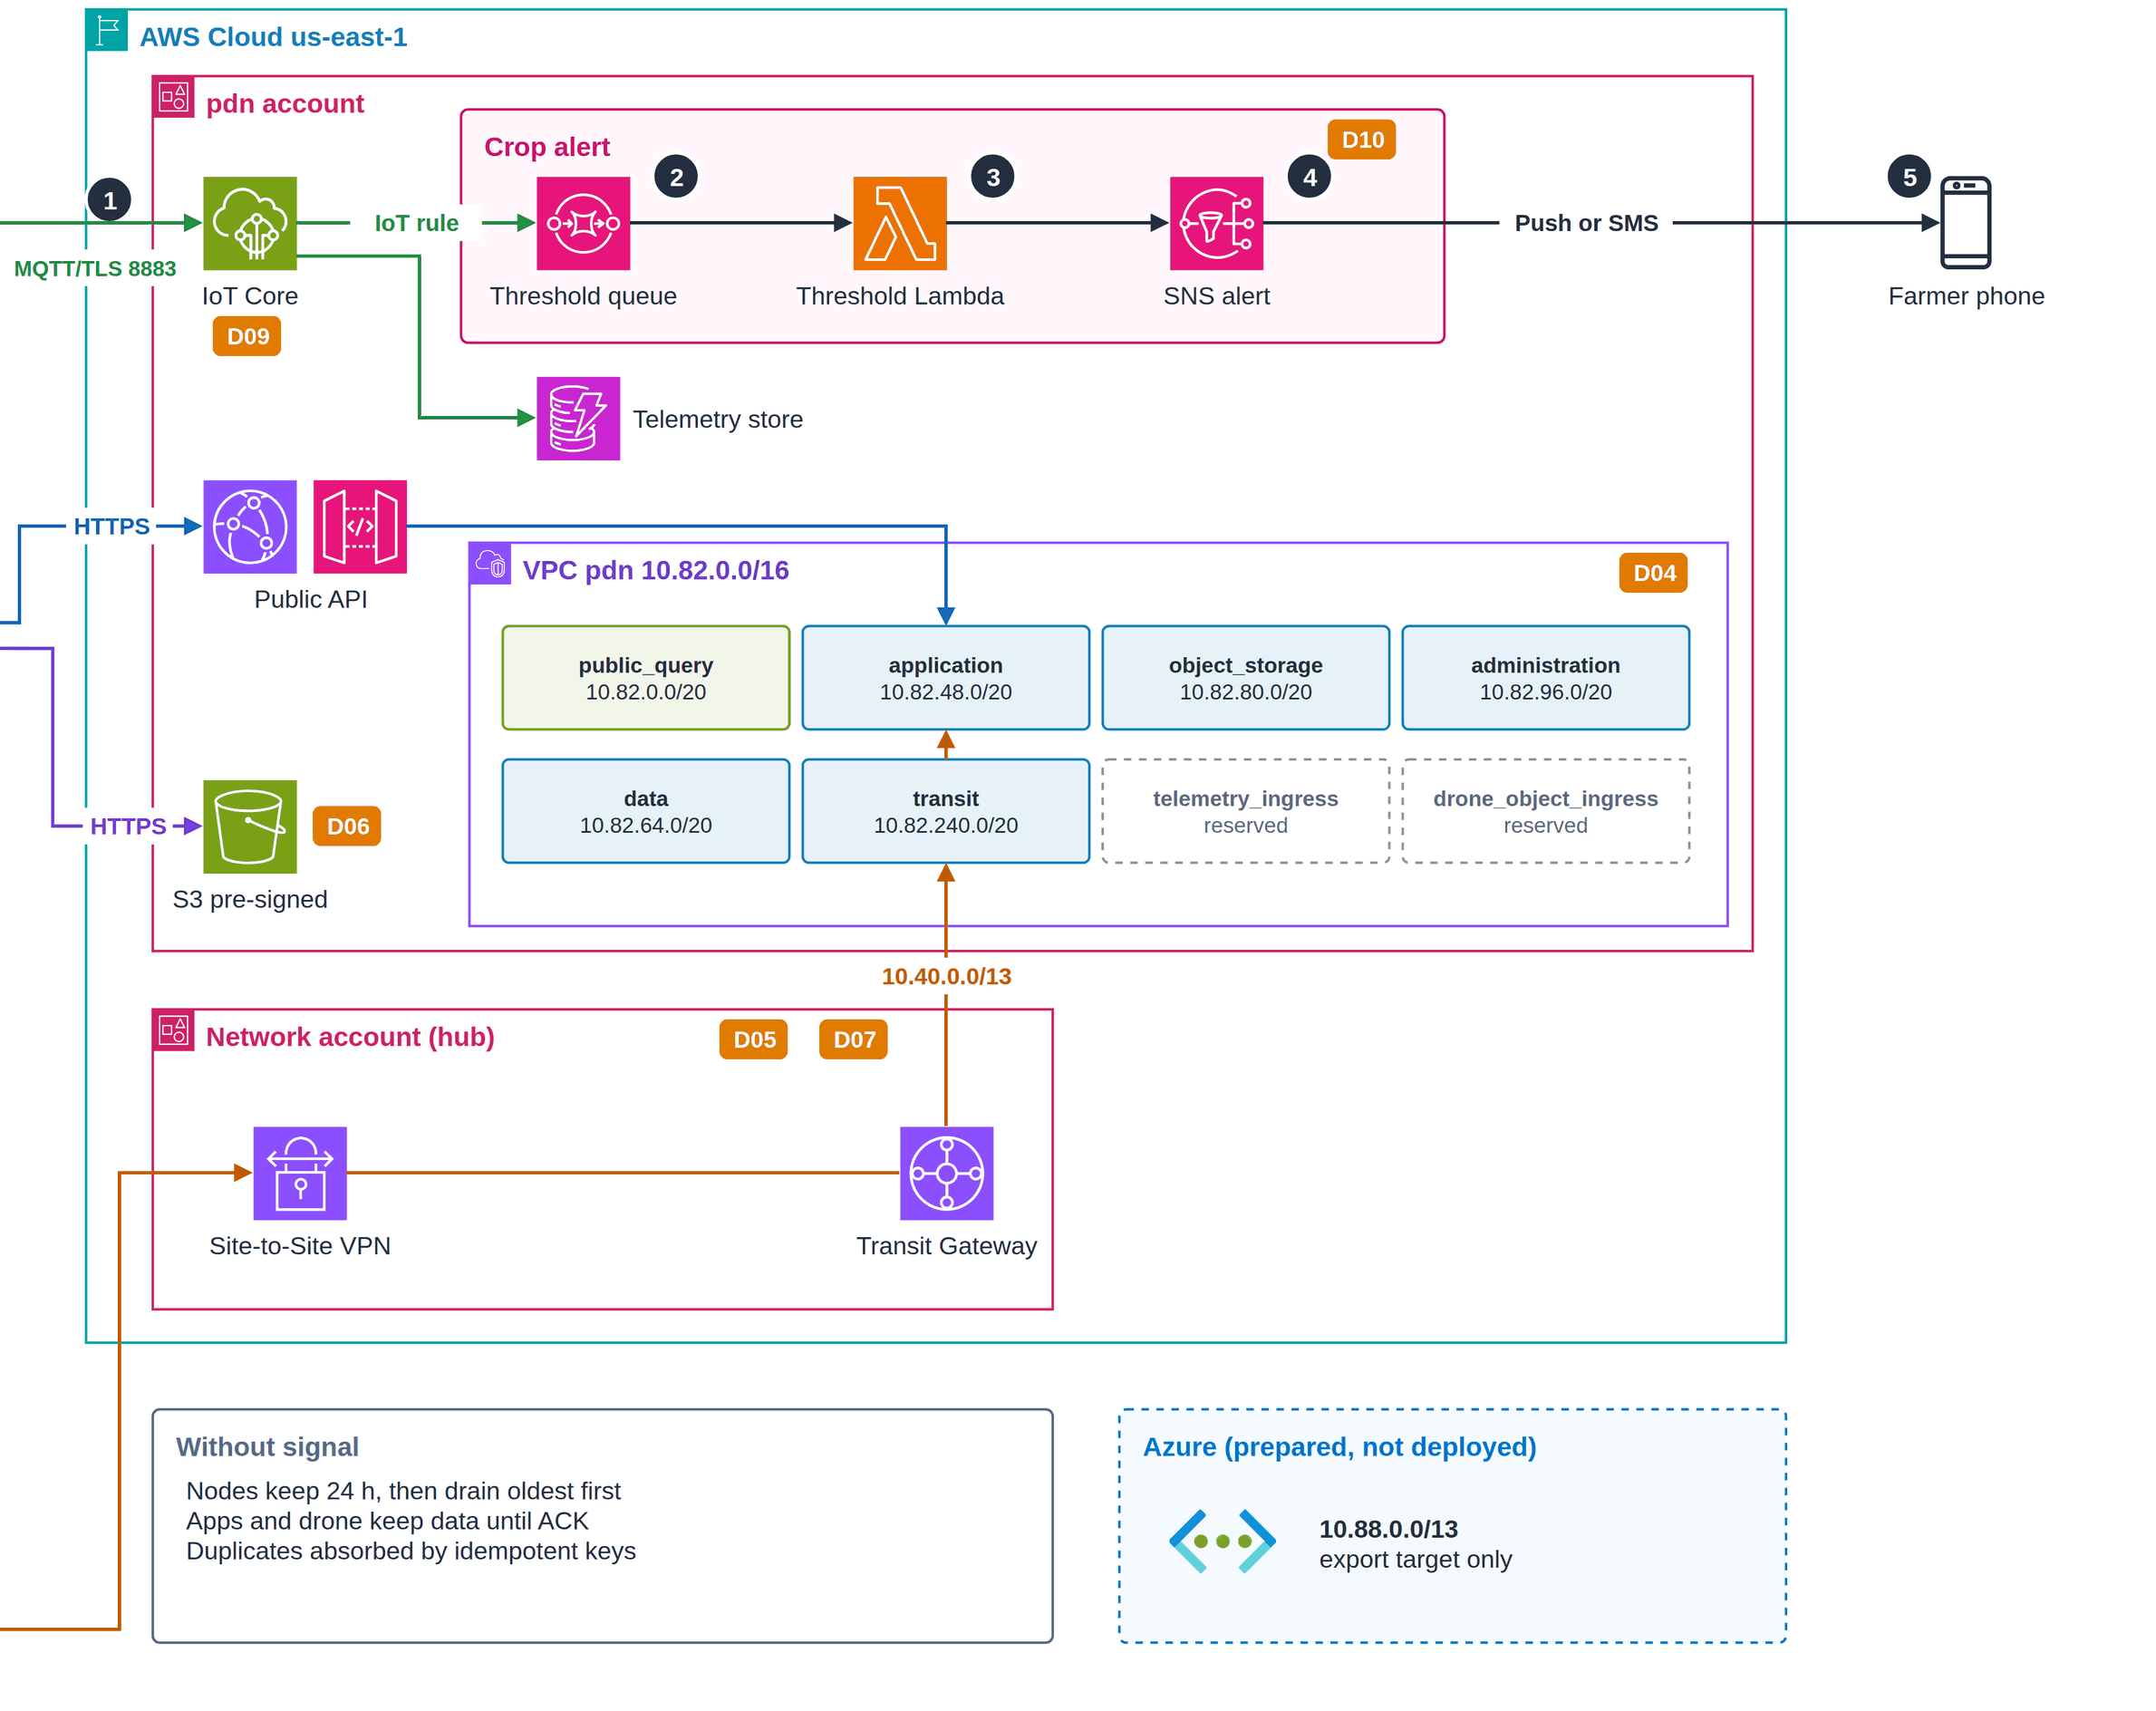 AWS Cloud us-east-1
pdn account
Crop alert
D10
1
2
3
4
5
IoT rule
Push or SMS
MQTT/TLS 8883
IoT Core
Threshold queue
Threshold Lambda
SNS alert
Farmer phone
D09
Telemetry store
HTTPS
Public API
VPC pdn 10.82.0.0/16
D04
public_query
10.82.0.0/20
application
10.82.48.0/20
object_storage
10.82.80.0/20
administration
10.82.96.0/20
data
10.82.64.0/20
transit
10.82.240.0/20
telemetry_ingress
reserved
drone_object_ingress
reserved
HTTPS
D06
S3 pre-signed
10.40.0.0/13
Network account (hub)
D05
D07
Site-to-Site VPN
Transit Gateway
Without signal
Nodes keep 24 h, then drain oldest first
Apps and drone keep data until ACK
Duplicates absorbed by idempotent keys
Azure (prepared, not deployed)
10.88.0.0/13
export target only